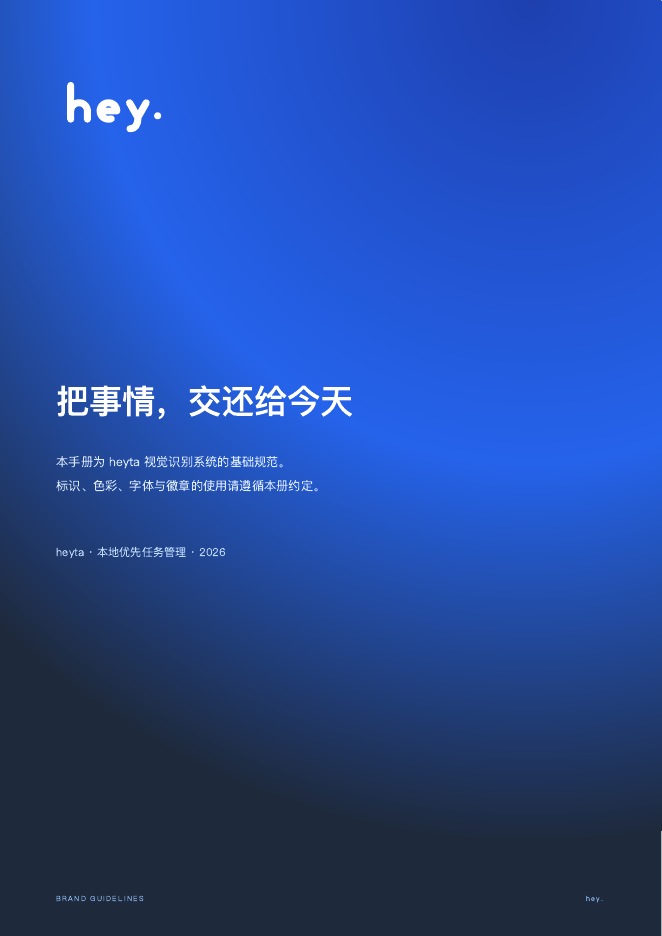 hey.
把事情，交还给今天
本手册为 heyta 视觉识别系统的基础规范。
标识、色彩、字体与徽章的使用请遵循本册约定。
heyta · 本地优先任务管理 · 2026
BRAND GUIDELINES
hey.